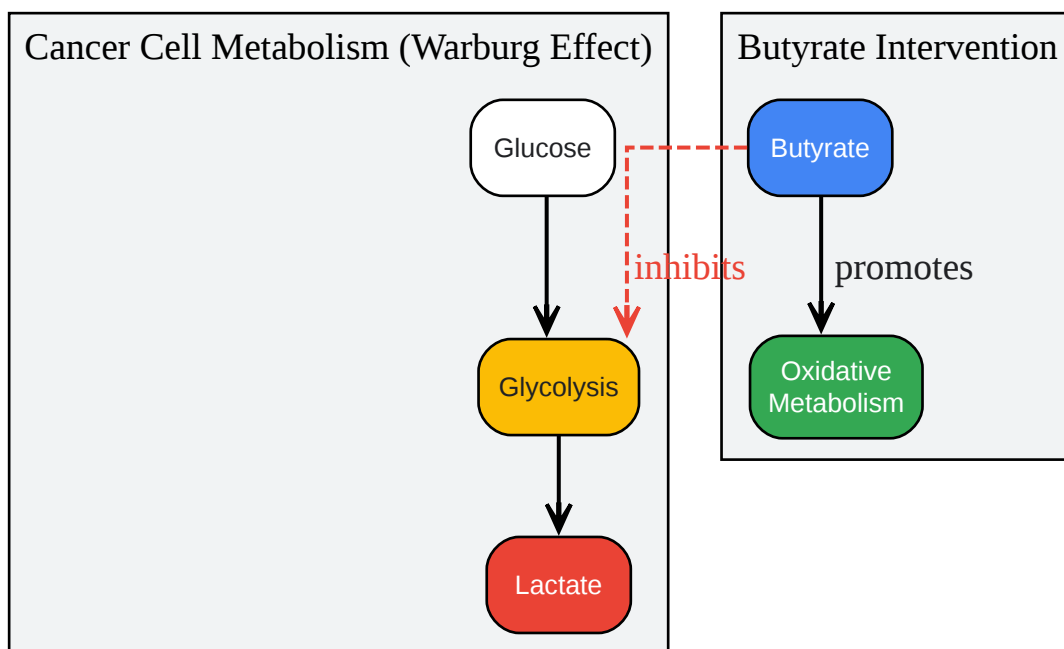 Cancer Cell Metabolism (Warburg Effect)
Butyrate Intervention
Glucose
Butyrate
inhibits
promotes
Glycolysis
Oxidative
Metabolism
Lactate